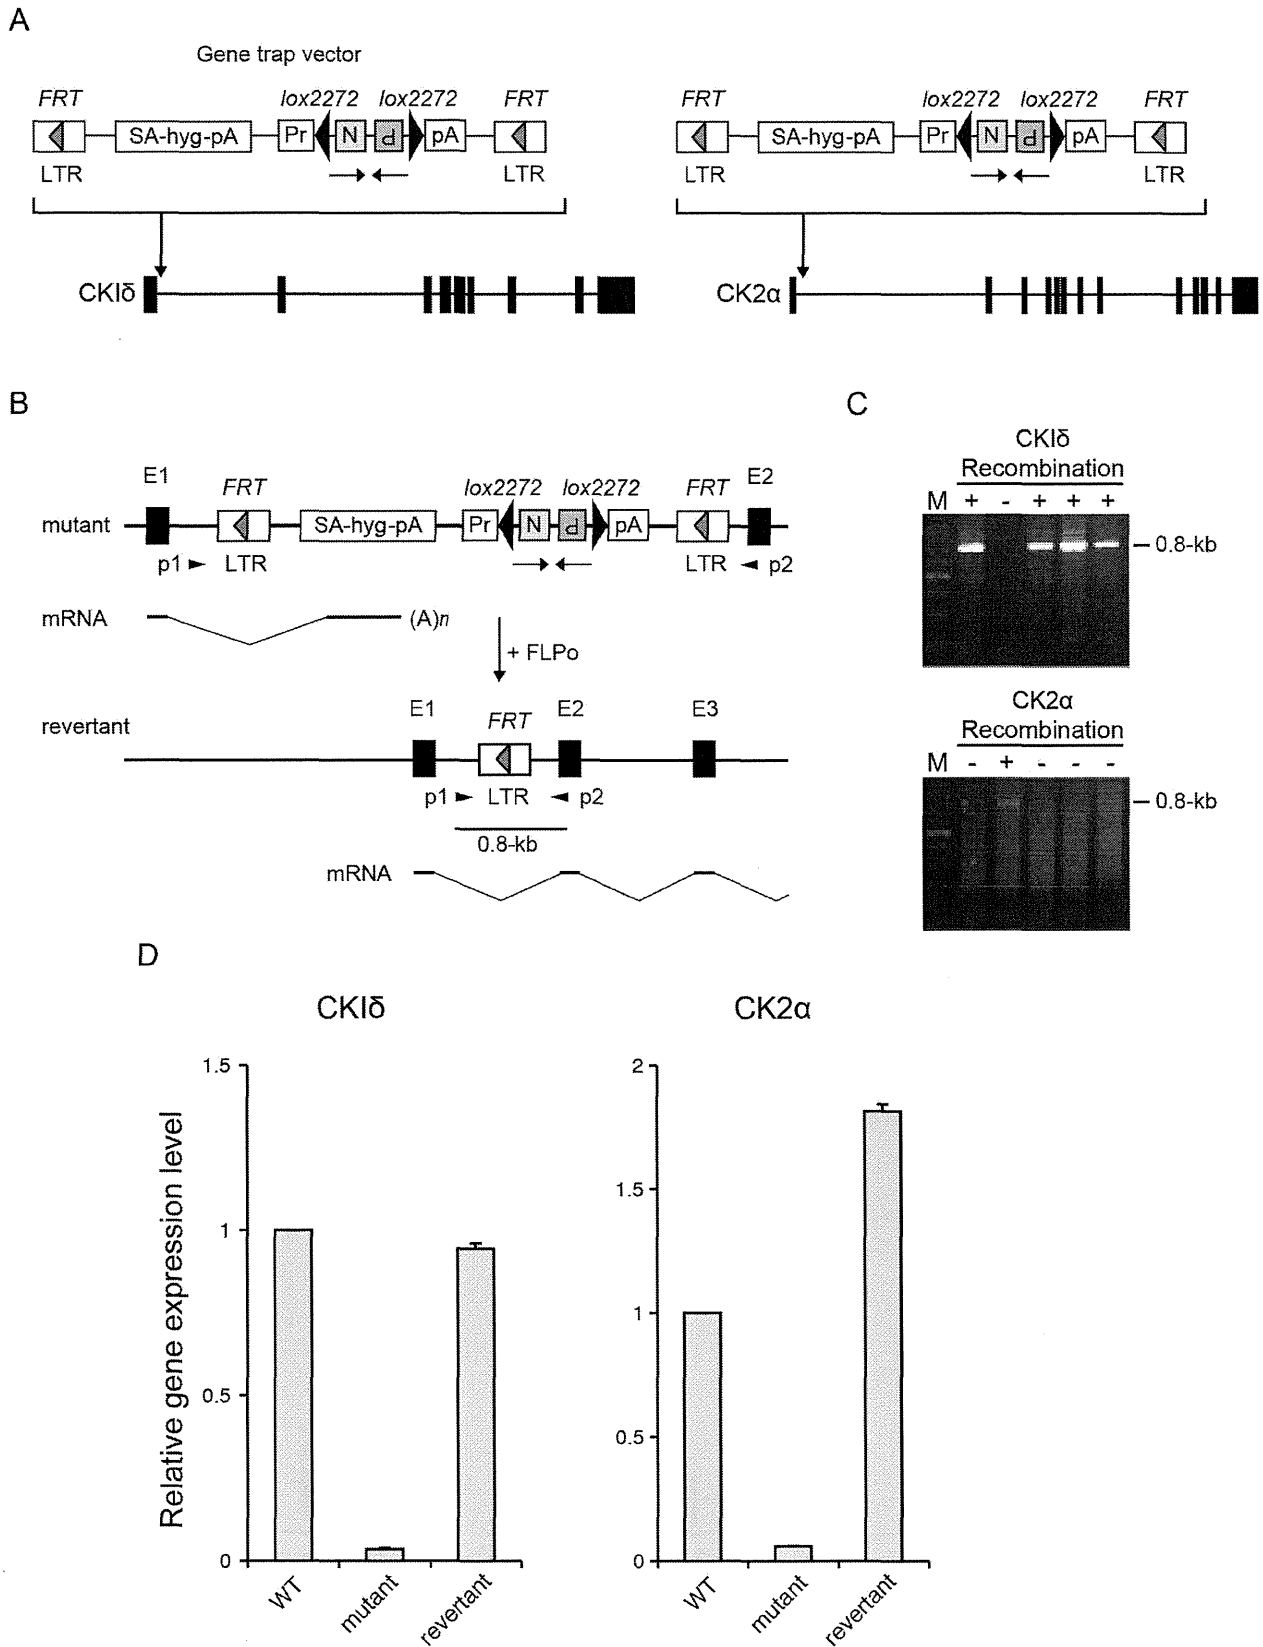 A
Gene trap vector
FRT lox2272 lox2272 FRT
SA-hyg-pA Pr N P pA
LTR LTR
CKIδ
FRT lox2272 lox2272 FRT
SA-hyg-pA Pr N P pA
LTR LTR
CK2α
B
E1 FRT lox2272 lox2272 FRT E2
mutant SA-hyg-pA Pr N P pA
p1 LTR LTR p2
mRNA (A)n
+ FLPo
E1 FRT E2 E3
revertant
p1 LTR p2
0.8-kb
mRNA
C
CKIδ
Recombination
M + - + + +
0.8-kb
CK2α
Recombination
M - + - - -
0.8-kb
D
CKIδ
Relative gene expression level
1.5
1
0.5
0
WT mutant revertant
CK2α
2
1.5
1
0.5
0
WT mutant revertant